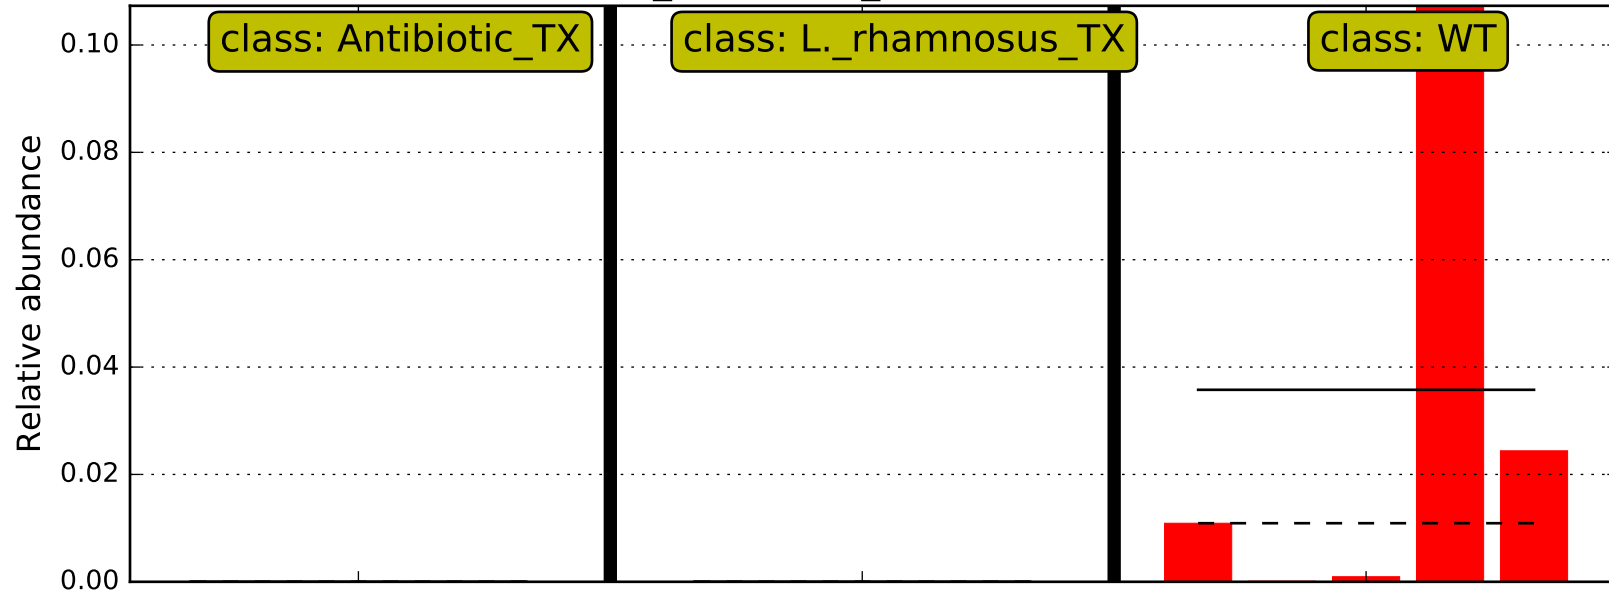 class: Antibiotic_TX
class: L._rhamnosus_TX
class: WT
Relative abundance
0.10
0.08
0.06
0.04
0.02
0.00